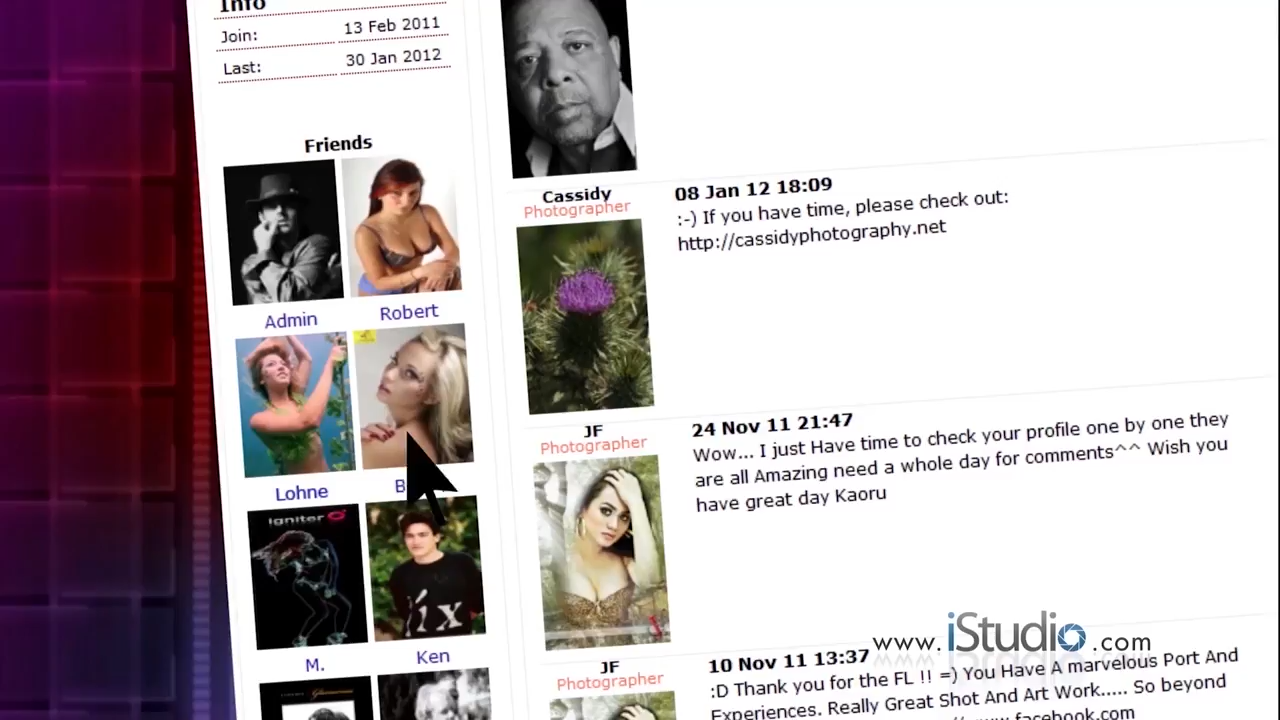 Info
Join: 13 Feb 2011
Last: 30 Jan 2012
Friends
Admin
Robert
Lohne
igniter
M.
Ken
Cassidy
Photographer
08 Jan 12 18:09
:-) If you have time, please check out:
http://cassidyphotography.net
JF
Photographer
24 Nov 11 21:47
Wow... I just Have time to check your profile one by one they
are all Amazing need a whole day for comments^^ Wish you
have great day Kaoru
JF
Photographer
10 Nov 11 13:37
:D Thank you for the FL !! =) You Have A marvelous Port And
Experiences. Really Great Shot And Art Work..... So beyond
www.facebook.com
www.iStudio.com